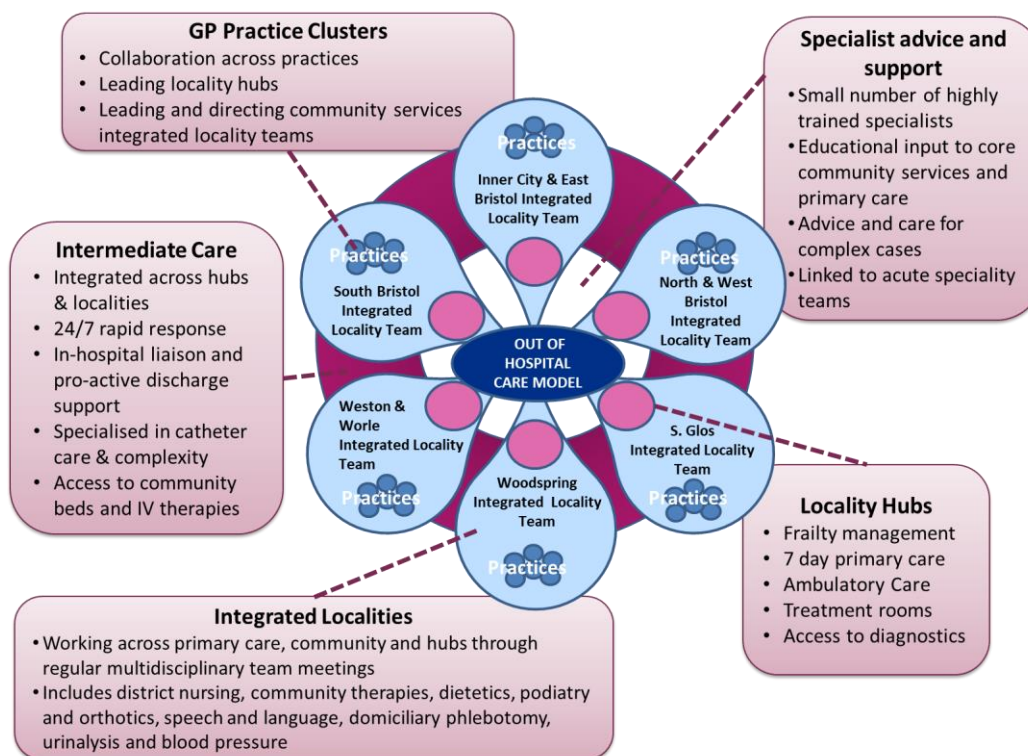 GP Practice Clusters
• Collaboration across practices
• Leading locality hubs
• Leading and directing community services
integrated locality teams
Specialist advice and
support
• Small number of highly
trained specialists
• Educational input to core
community services and
primary care
• Advice and care for
complex cases
• Linked to acute speciality
teams
Intermediate Care
• Integrated across hubs
& localities
• 24/7 rapid response
• In-hospital liaison and
pro-active discharge
support
• Specialised in catheter
care & complexity
• Access to community
beds and IV therapies
Practices
Inner City & East
Bristol Integrated
Locality Team
Practices
South Bristol
Integrated
Locality Team
Practices
North & West
Bristol
Integrated
Locality Team
OUT OF
HOSPITAL
CARE MODEL
Weston &
Worle
Integrated Locality
Team
Practices
Woodspring
Integrated Locality
Team
Practices
S. Glos
Integrated Locality
Team
Practices
Locality Hubs
• Frailty management
• 7 day primary care
• Ambulatory Care
• Treatment rooms
• Access to diagnostics
Integrated Localities
• Working across primary care, community and hubs through
regular multidisciplinary team meetings
• Includes district nursing, community therapies, dietetics, podiatry
and orthotics, speech and language, domiciliary phlebotomy,
urinalysis and blood pressure